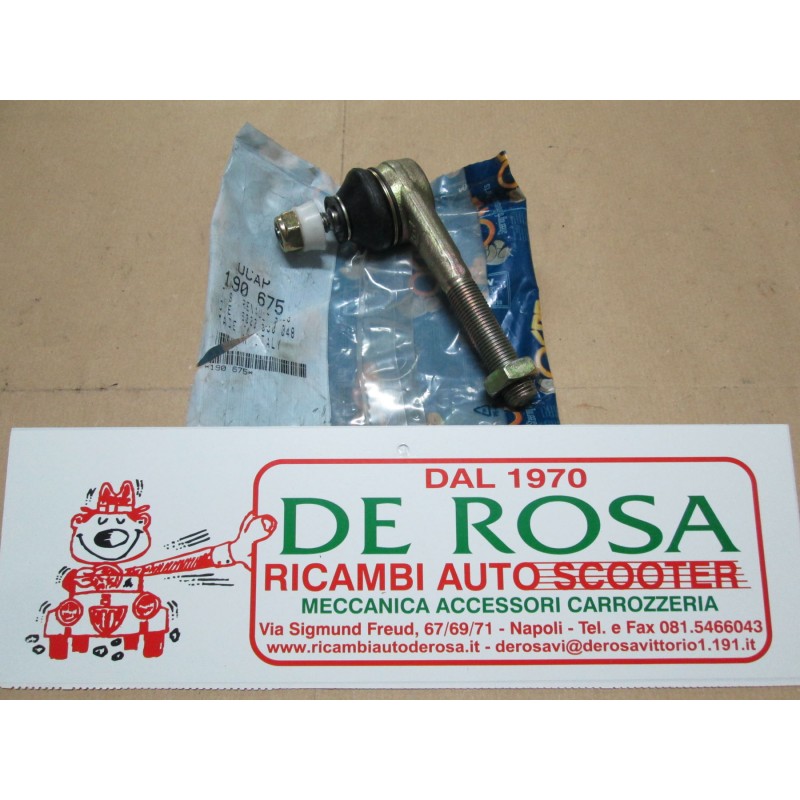 190 675
-190 675-
DAL 1970
DE ROSA
RICAMBI AUTO SCOOTER
MECCANICA ACCESSORI CARROZZERIA
Via Sigmund Freud, 67/69/71 - Napoli - Tel. e Fax 081.5466043
www.ricambiautoderosa.it - derosavi@derosavittorio1.191.it